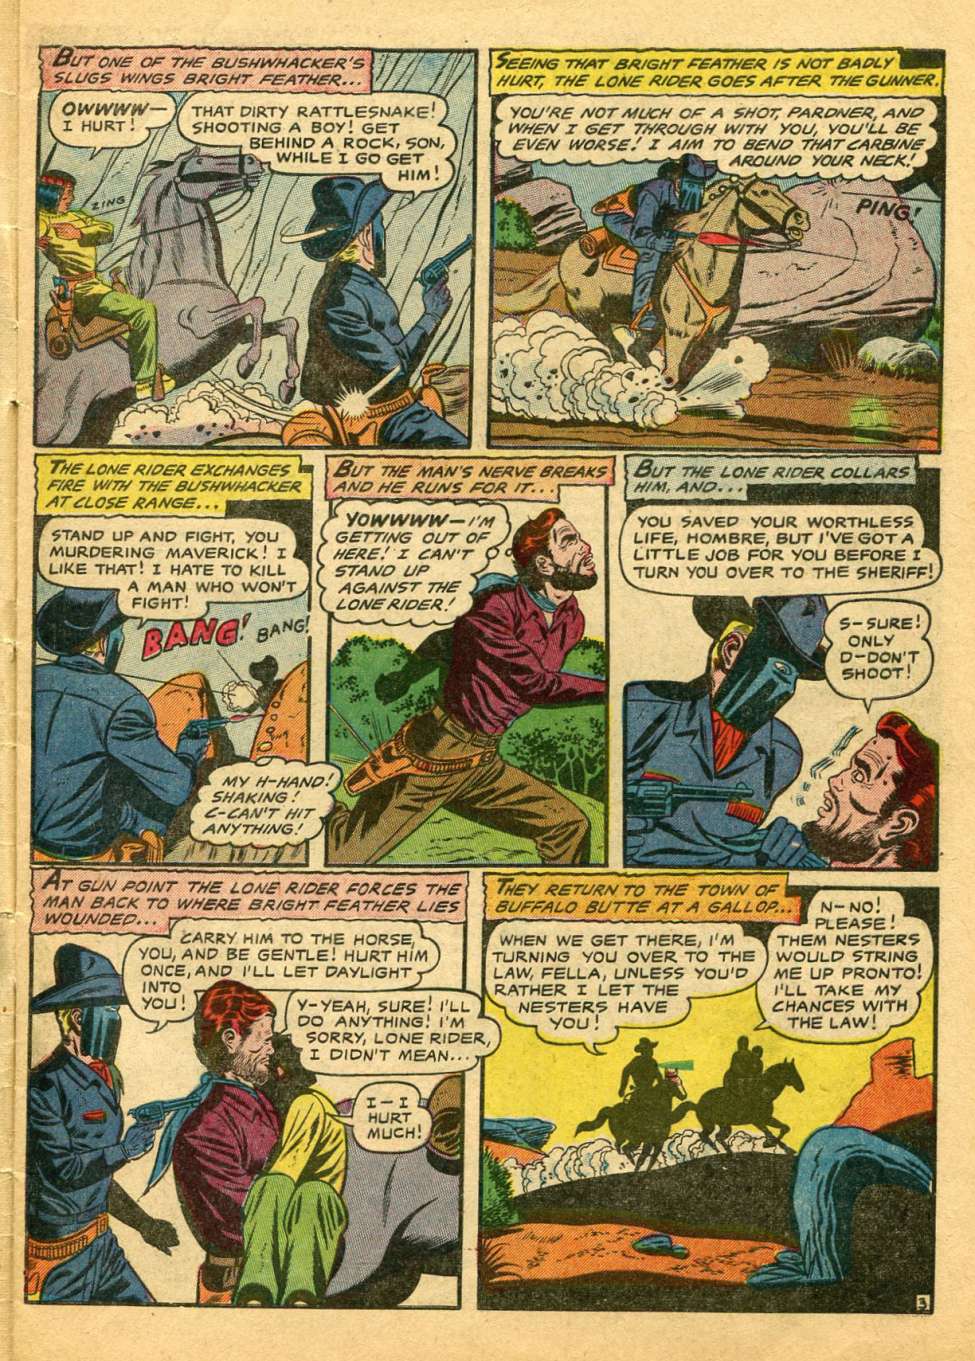 BUT ONE OF THE BUSHWHACKER'S
SLUGS WINGS BRIGHT FEATHER...
OWWWW—
I HURT!
THAT DIRTY RATTLESNAKE!
SHOOTING A BOY! GET
BEHIND A ROCK, SON,
WHILE I GO GET
HIM!
ZING
SEEING THAT BRIGHT FEATHER IS NOT BADLY
HURT, THE LONE RIDER GOES AFTER THE GUNNER.
YOU'RE NOT MUCH OF A SHOT, PARDNER, AND
WHEN I GET THROUGH WITH YOU, YOU'LL BE
EVEN WORSE! I AIM TO BEND THAT CARBINE
AROUND YOUR NECK!
PING!
THE LONE RIDER EXCHANGES
FIRE WITH THE BUSHWHACKER
AT CLOSE RANGE...
STAND UP AND FIGHT, YOU
MURDERING MAVERICK! I
LIKE THAT! I HATE TO KILL
A MAN WHO WON'T
FIGHT!
BANG! BANG!
MY H-HAND!
SHAKING!
C-CAN'T HIT
ANYTHING!
BUT THE MAN'S NERVE BREAKS
AND HE RUNS FOR IT...
YOWWWW—I'M
GETTING OUT OF
HERE! I CAN'T
STAND UP
AGAINST THE
LONE RIDER!
BUT THE LONE RIDER COLLARS
HIM, AND...
YOU SAVED YOUR WORTHLESS
LIFE, HOMBRE, BUT I'VE GOT A
LITTLE JOB FOR YOU BEFORE I
TURN YOU OVER TO THE SHERIFF!
S-SURE!
ONLY
D-DON'T
SHOOT!
AT GUN POINT THE LONE RIDER FORCES THE
MAN BACK TO WHERE BRIGHT FEATHER LIES
WOUNDED...
CARRY HIM TO THE HORSE,
YOU, AND BE GENTLE! HURT HIM
ONCE, AND I'LL LET DAYLIGHT
INTO
YOU!
Y-YEAH, SURE! I'LL
DO ANYTHING! I'M
SORRY, LONE RIDER,
I DIDN'T MEAN...
I—I
HURT
MUCH!
THEY RETURN TO THE TOWN OF
BUFFALO BUTTE AT A GALLOP...
WHEN WE GET THERE, I'M
TURNING YOU OVER TO THE
LAW, FELLA, UNLESS YOU'D
RATHER I LET THE
NESTERS HAVE
YOU!
N-NO!
PLEASE!
THEM NESTERS
WOULD STRING
ME UP PRONTO!
I'LL TAKE MY
CHANCES WITH
THE LAW!
3